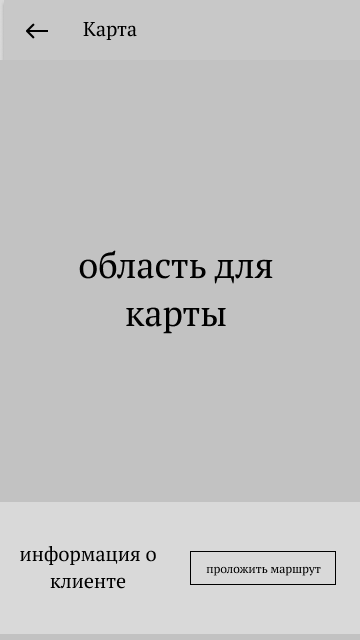 Карта
область для
карты
информация о
клиенте
проложить маршрут